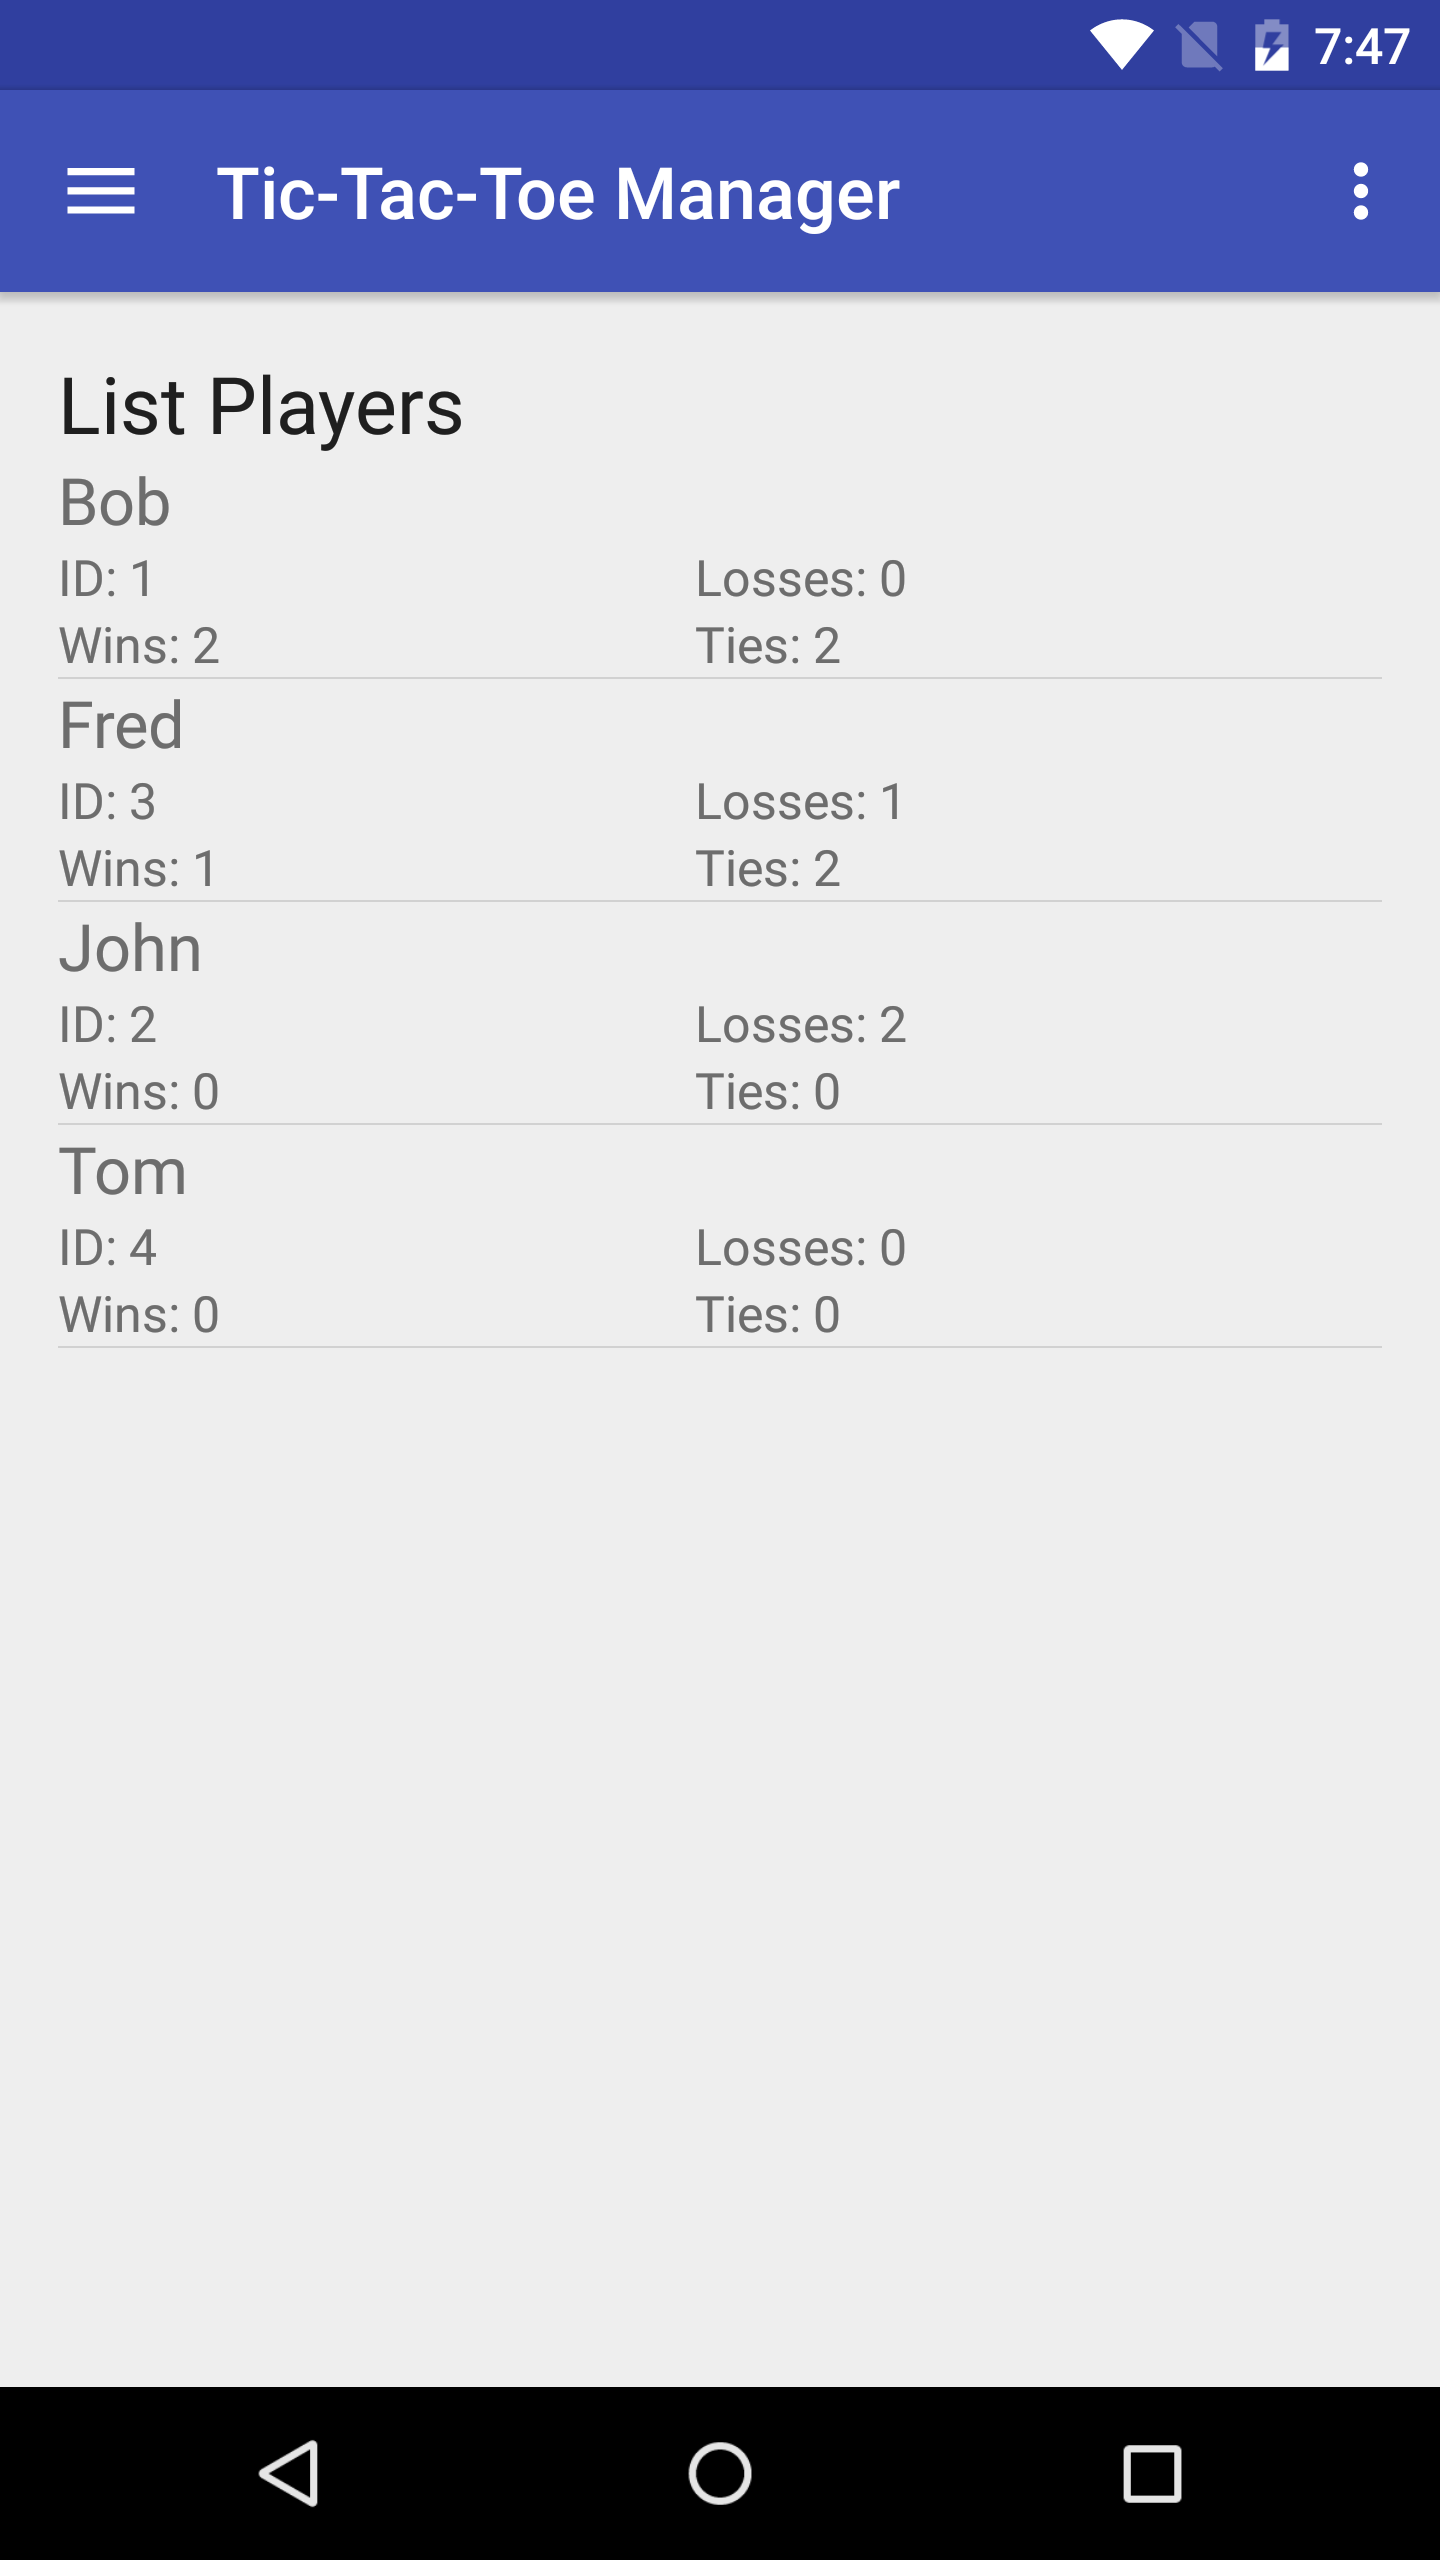 7:47
Tic-Tac-Toe Manager
List Players
Bob
ID: 1 Losses: 0
Wins: 2 Ties: 2
Fred
ID: 3 Losses: 1
Wins: 1 Ties: 2
John
ID: 2 Losses: 2
Wins: 0 Ties: 0
Tom
ID: 4 Losses: 0
Wins: 0 Ties: 0